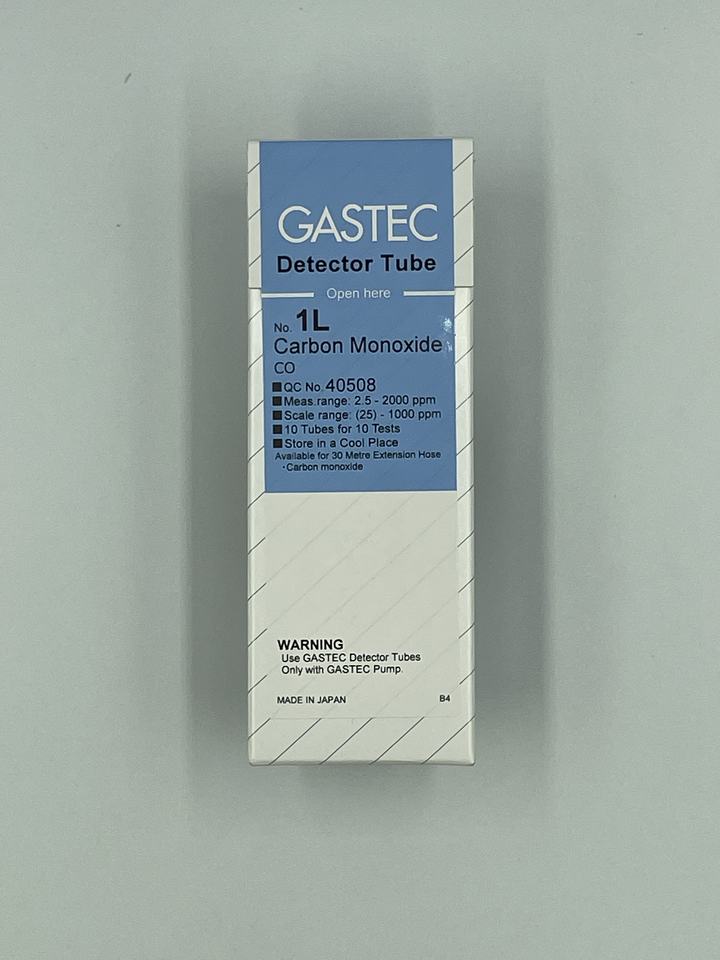 GASTEC
Detector Tube
Open here
No. 1L
Carbon Monoxide
CO
■QC No. 40508
■Meas.range: 2.5 - 2000 ppm
■Scale range: (25) - 1000 ppm
■10 Tubes for 10 Tests
■Store in a Cool Place
Available for 30 Metre Extension Hose
・Carbon monoxide
WARNING
Use GASTEC Detector Tubes
Only with GASTEC Pump.
MADE IN JAPAN B4